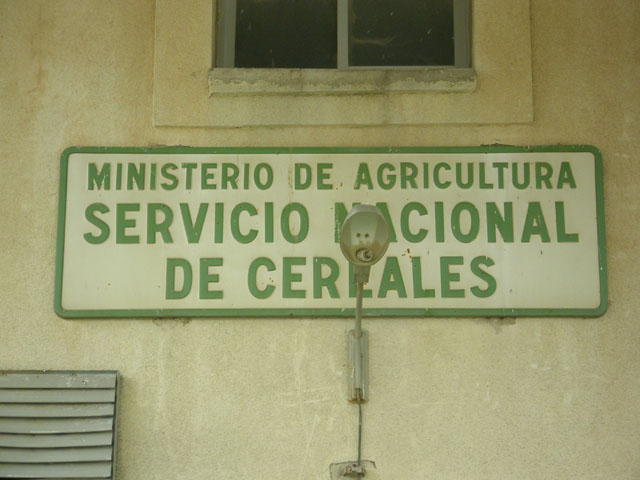 MINISTERIO DE AGRICULTURA
SERVICIO NACIONAL
DE CEREALES